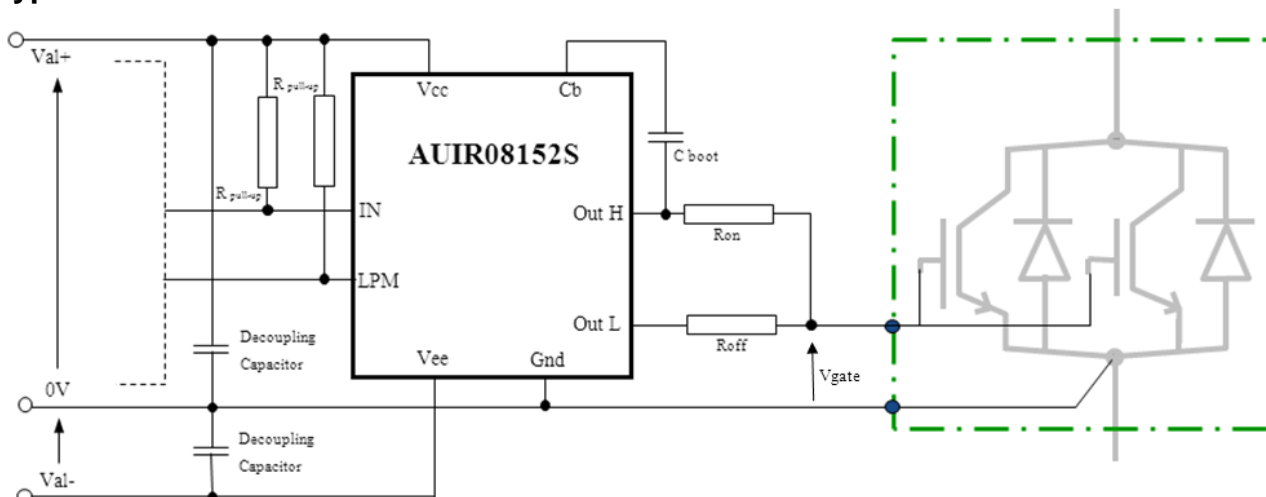 Val+
R pull-up
R pull-up
Vcc
Cb
AUIR08152S
C boot
IN
Out H
Ron
LPM
Out L
Roff
Decoupling
Capacitor
Vee
Gnd
Vgate
0V
Decoupling
Capacitor
Val-